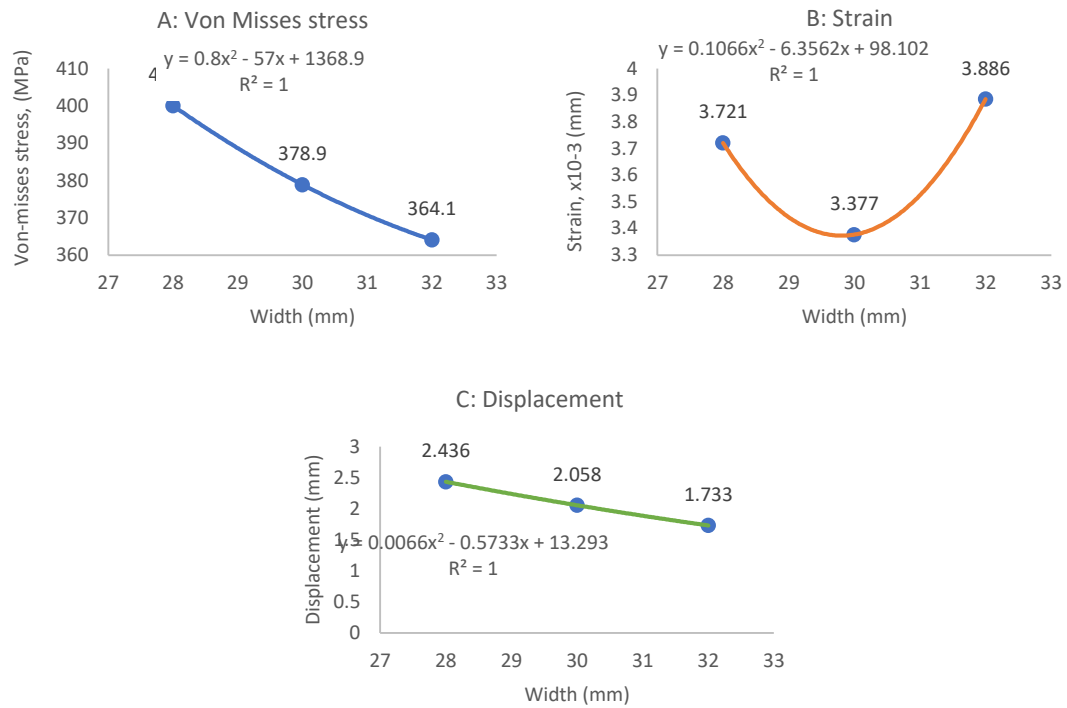 A: Von Misses stress
y = 0.8x² - 57x + 1368.9
R² = 1
Von-misses stress, (MPa)
410
400
390
380
370
360
4
378.9
364.1
27 28 29 30 31 32 33
Width (mm)
B: Strain
y = 0.1066x² - 6.3562x + 98.102
R² = 1
Strain, x10-3 (mm)
4
3.9
3.8
3.7
3.6
3.5
3.4
3.3
3.721
3.377
3.886
27 28 29 30 31 32 33
Width (mm)
C: Displacement
Displacement (mm)
3
2.5
2
1.5
1
0.5
0
2.436
2.058
1.733
y = 0.0066x² - 0.5733x + 13.293
R² = 1
27 28 29 30 31 32 33
Width (mm)